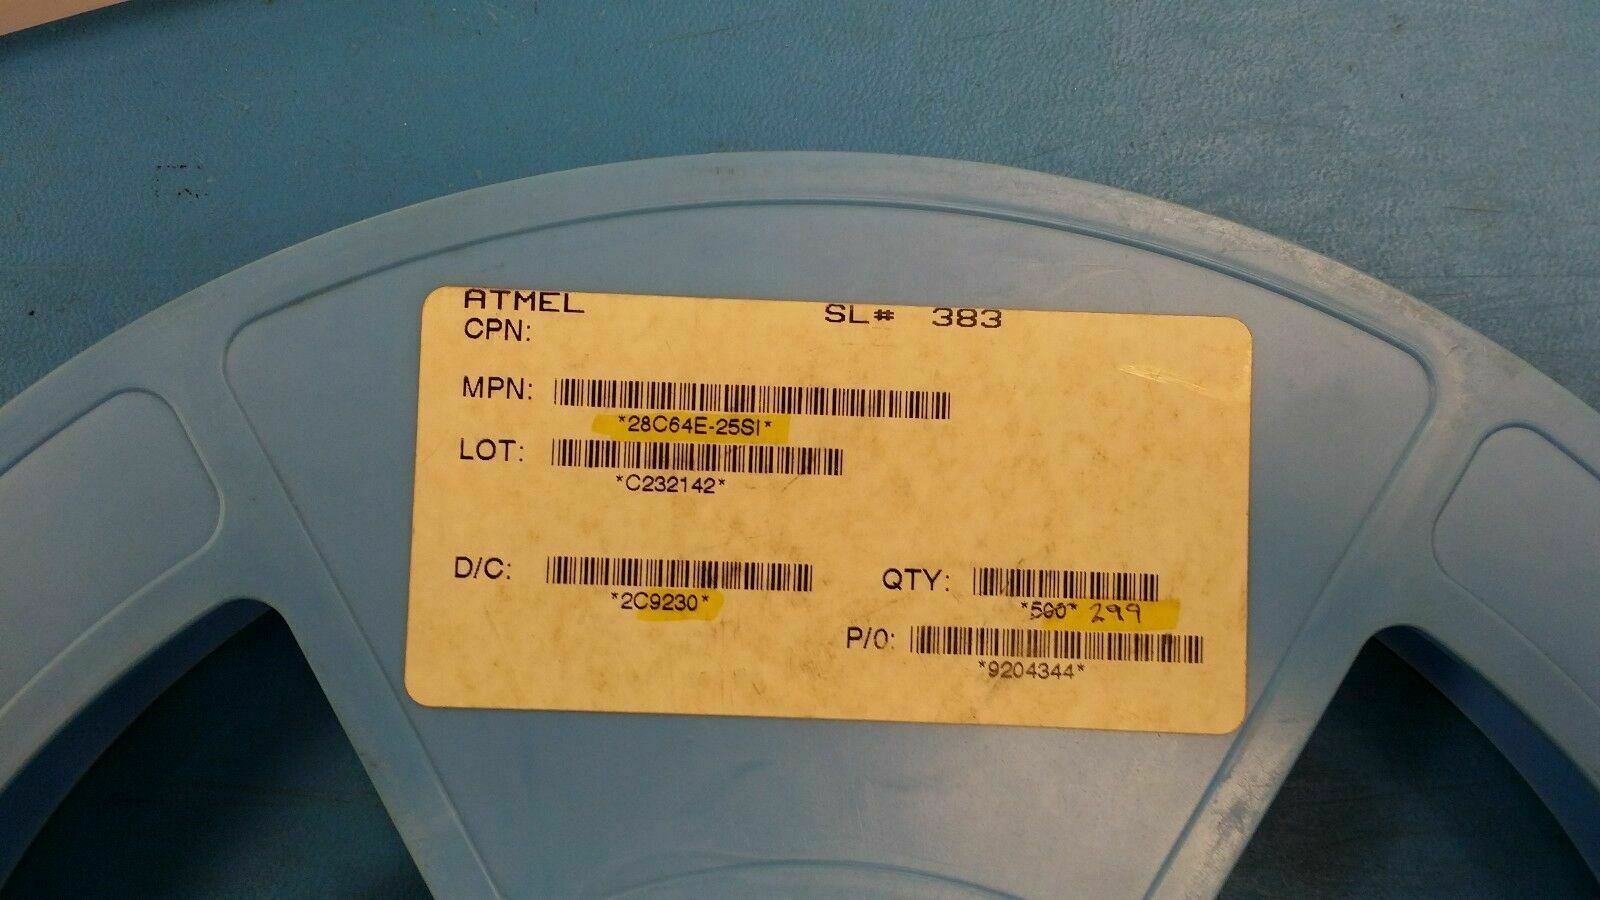 ATMEL SL# 383
CPN:
MPN:
*28C64E-25SI*
LOT:
*C232142*
D/C: QTY:
*2C9230* *500* 299
P/O:
*9204344*